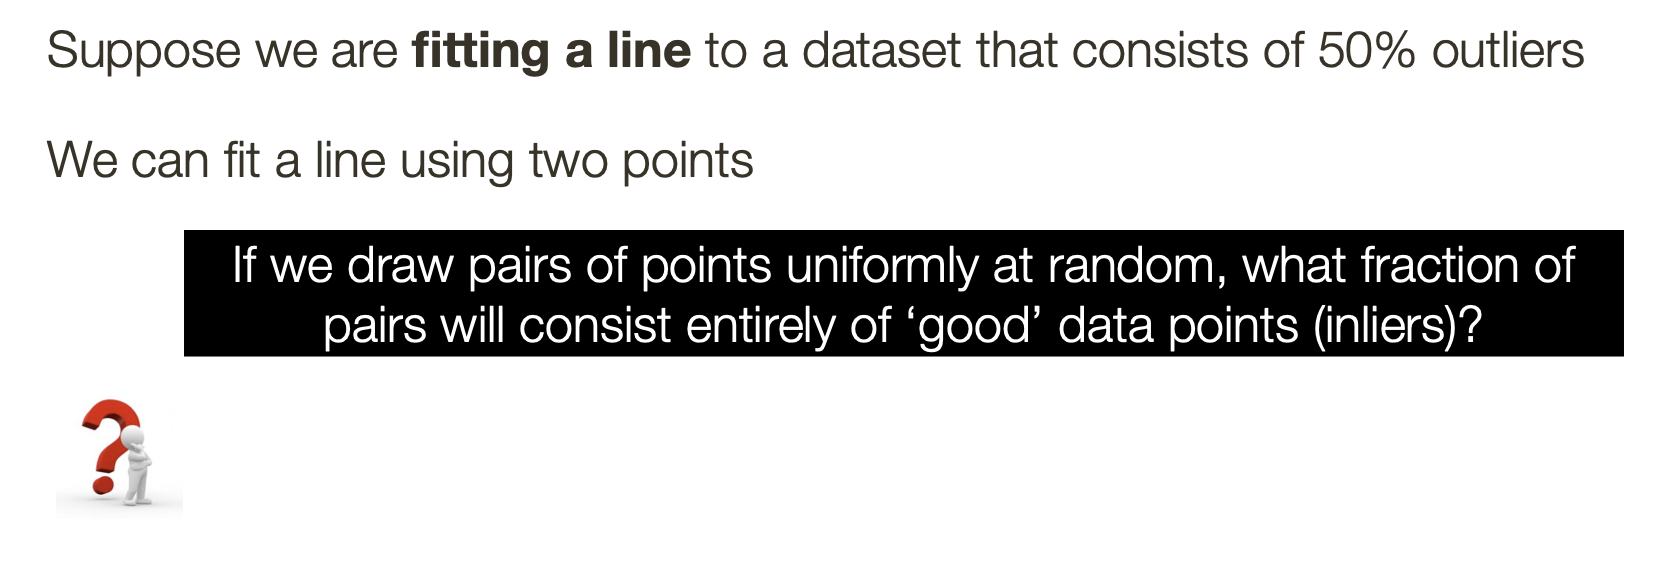 Suppose we are fitting a line to a dataset that consists of 50% outliers
We can fit a line using two points
If we draw pairs of points uniformly at random, what fraction of
pairs will consist entirely of ‘good’ data points (inliers)?